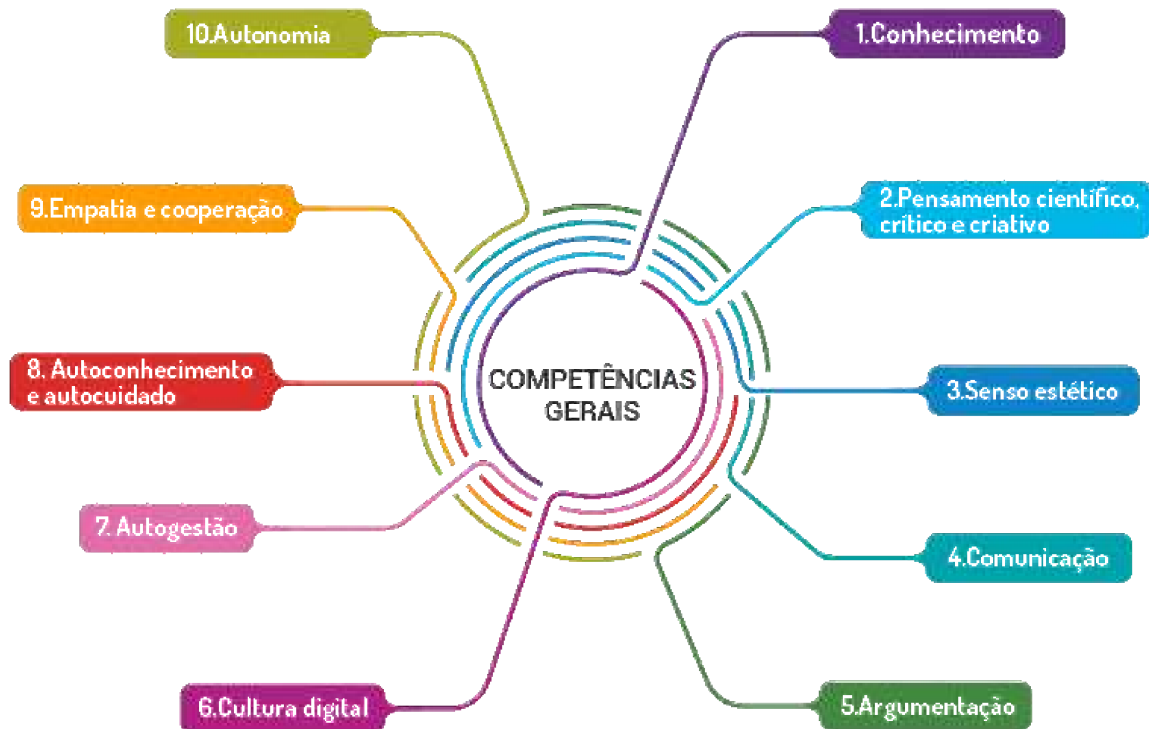 10.Autonomia
1.Conhecimento
9.Empatia e cooperação
2.Pensamento científico,
crítico e criativo
COMPETÊNCIAS
GERAIS
8. Autoconhecimento
e autocuidado
3.Senso estético
7. Autogestão
4.Comunicação
6.Cultura digital
5.Argumentação